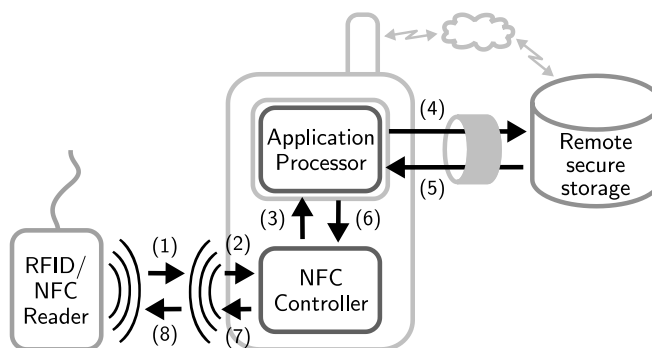 (4)
Application
Processor
Remote
secure
storage
(5)
(3)
(6)
(1)
(2)
RFID/
NFC
Reader
NFC
Controller
(8)
(7)